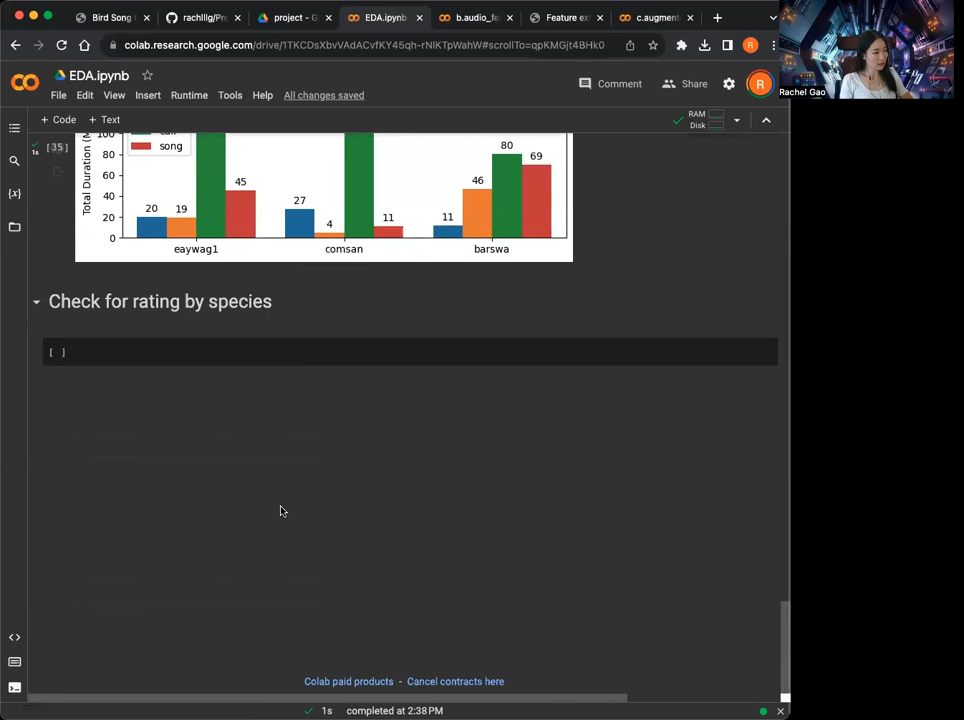 Bird Song
rachlllg/Pro
project - G
EDA.ipynb
b.audio_fe
Feature ex
c.augment
colab.research.google.com/drive/1TKCDsXbvVADACvfKY45qh-rNlKTpWahW#scrollTo=qpKMGjt4BHk0
R
Rachel Gao
EDA.ipynb
Comment
Share
R
File Edit View Insert Runtime Tools Help All changes saved
+ Code + Text
RAM
Disk
1s
[35]
{x}
Total Duration (M
100
80
60
40
20
0
call
song
20 19 45
27 4 11
11 46 80 69
eaywag1 comsan barswa
Check for rating by species
[ ]
Colab paid products - Cancel contracts here
1s completed at 2:38 PM